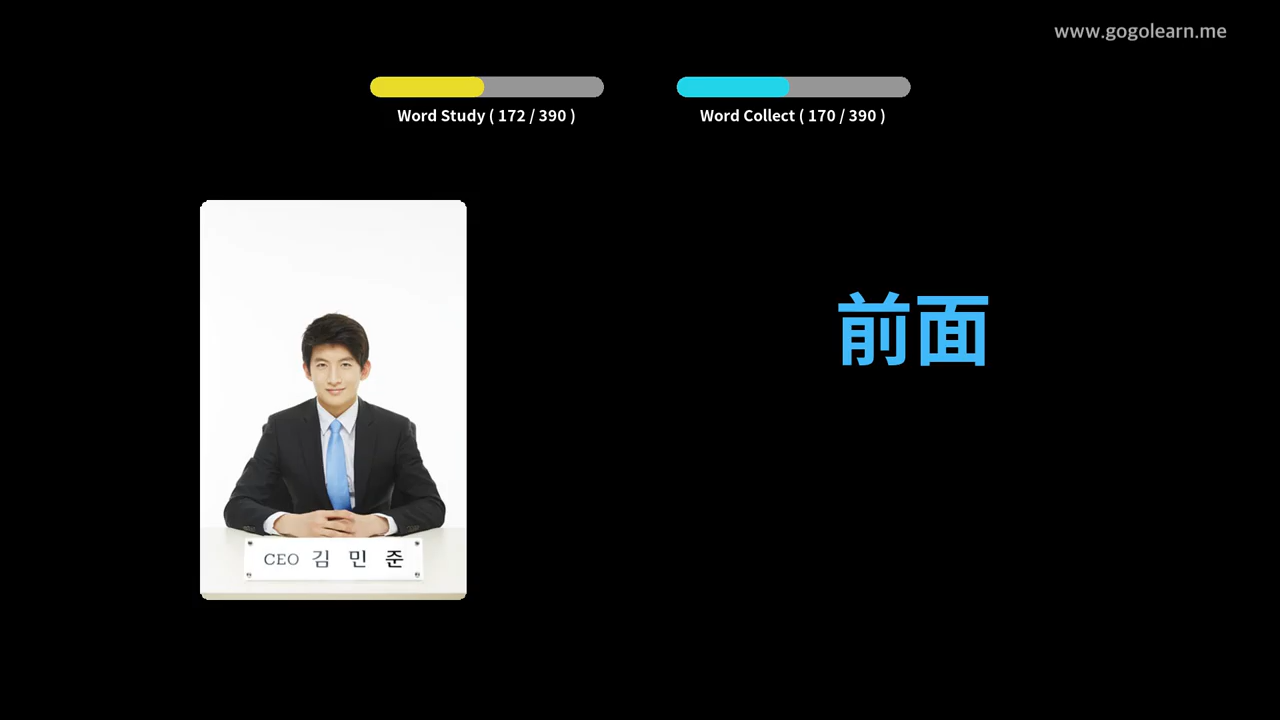 www.gogolearn.me
Word Study ( 172 / 390 )
Word Collect ( 170 / 390 )
前面
CEO 김 민 준